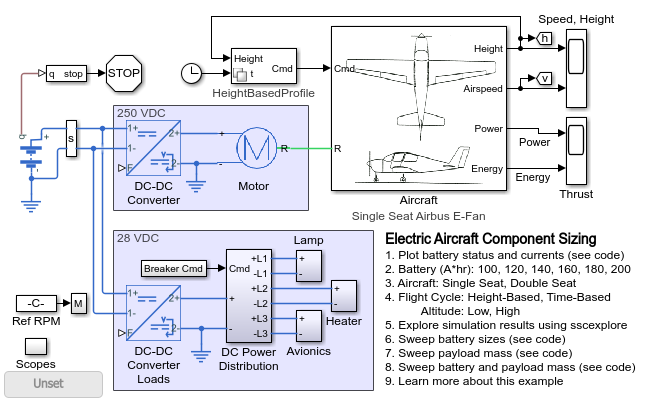 Speed, Height
h
v
Height
Airspeed
Power
Power
Energy
Energy
Thrust
Height
t
Cmd
HeightBasedProfile
Cmd
R
Aircraft
Single Seat Airbus E-Fan
q stop
STOP
s
+
-
250 VDC
1+
1-
F
2+
2-
DC-DC
Converter
+
-
R
Motor
28 VDC
Breaker Cmd
Cmd
+
-
+L1
-L1
+L2
-L2
+L3
-L3
DC Power
Distribution
Lamp
+
-
+
-
Heater
+
-
Avionics
1+
1-
F
2+
2-
DC-DC
Converter
Loads
-C-
M
Ref RPM
Scopes
Unset
Electric Aircraft Component Sizing
1. Plot battery status and currents (see code)
2. Battery (A*hr): 100, 120, 140, 160, 180, 200
3. Aircraft: Single Seat, Double Seat
4. Flight Cycle: Height-Based, Time-Based
Altitude: Low, High
5. Explore simulation results using sscexplore
6. Sweep battery sizes (see code)
7. Sweep payload mass (see code)
8. Sweep battery and payload mass (see code)
9. Learn more about this example